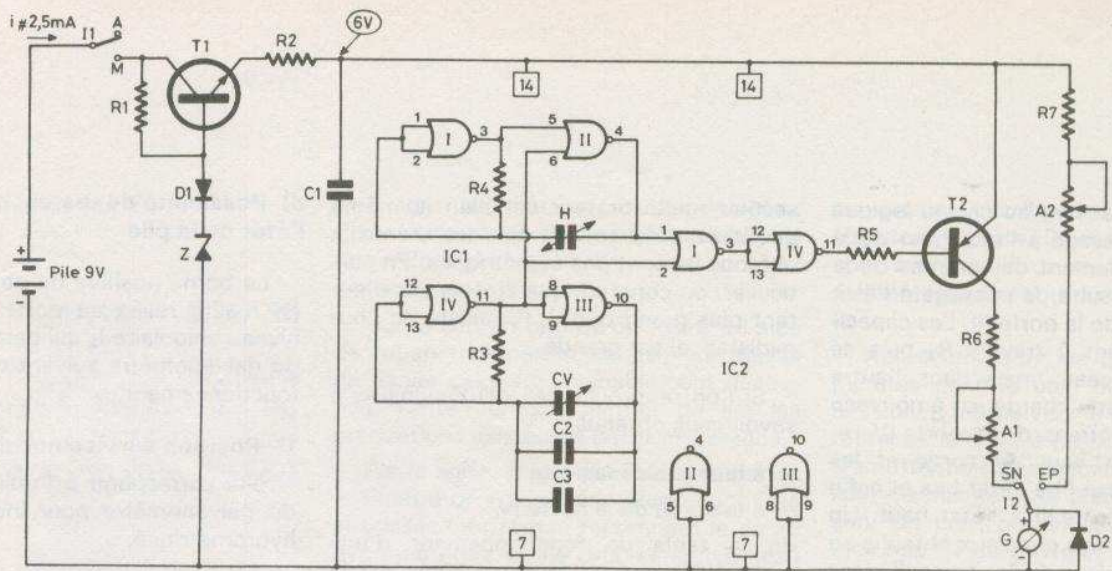 i # 2,5mA
I1
A
M
T1
R2
6V
14
14
R1
R7
D1
Z
Pile 9V
+
−
C1
1
2
I
3
5
6
II
4
R4
H
IC1
12
13
IV
11
8
9
III
10
R3
CV
C2
C3
7
1
2
3
12
13
IV
11
R5
T2
A2
IC2
R6
A1
SN
EP
I2
+
G
D2
II
4
5
6
III
10
8
9
7